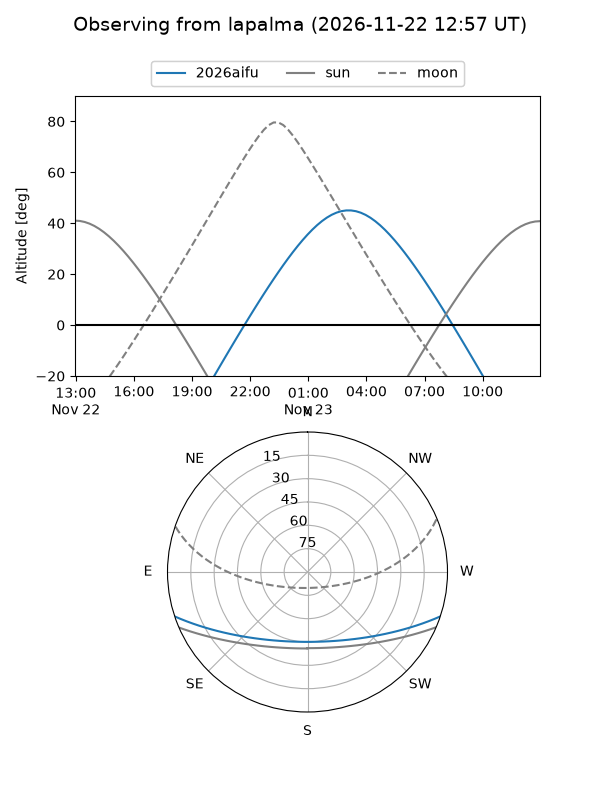 Observing from lapalma (2026-11-22 12:57 UT)
2026aifu sun moon
80
60
40
20
0
−20
Altitude [deg]
13:00 16:00 19:00 22:00 01:00 04:00 07:00 10:00
Nov 22 Nov 23
N
NE NW
15
30
45
60
75
E W
SE SW
S